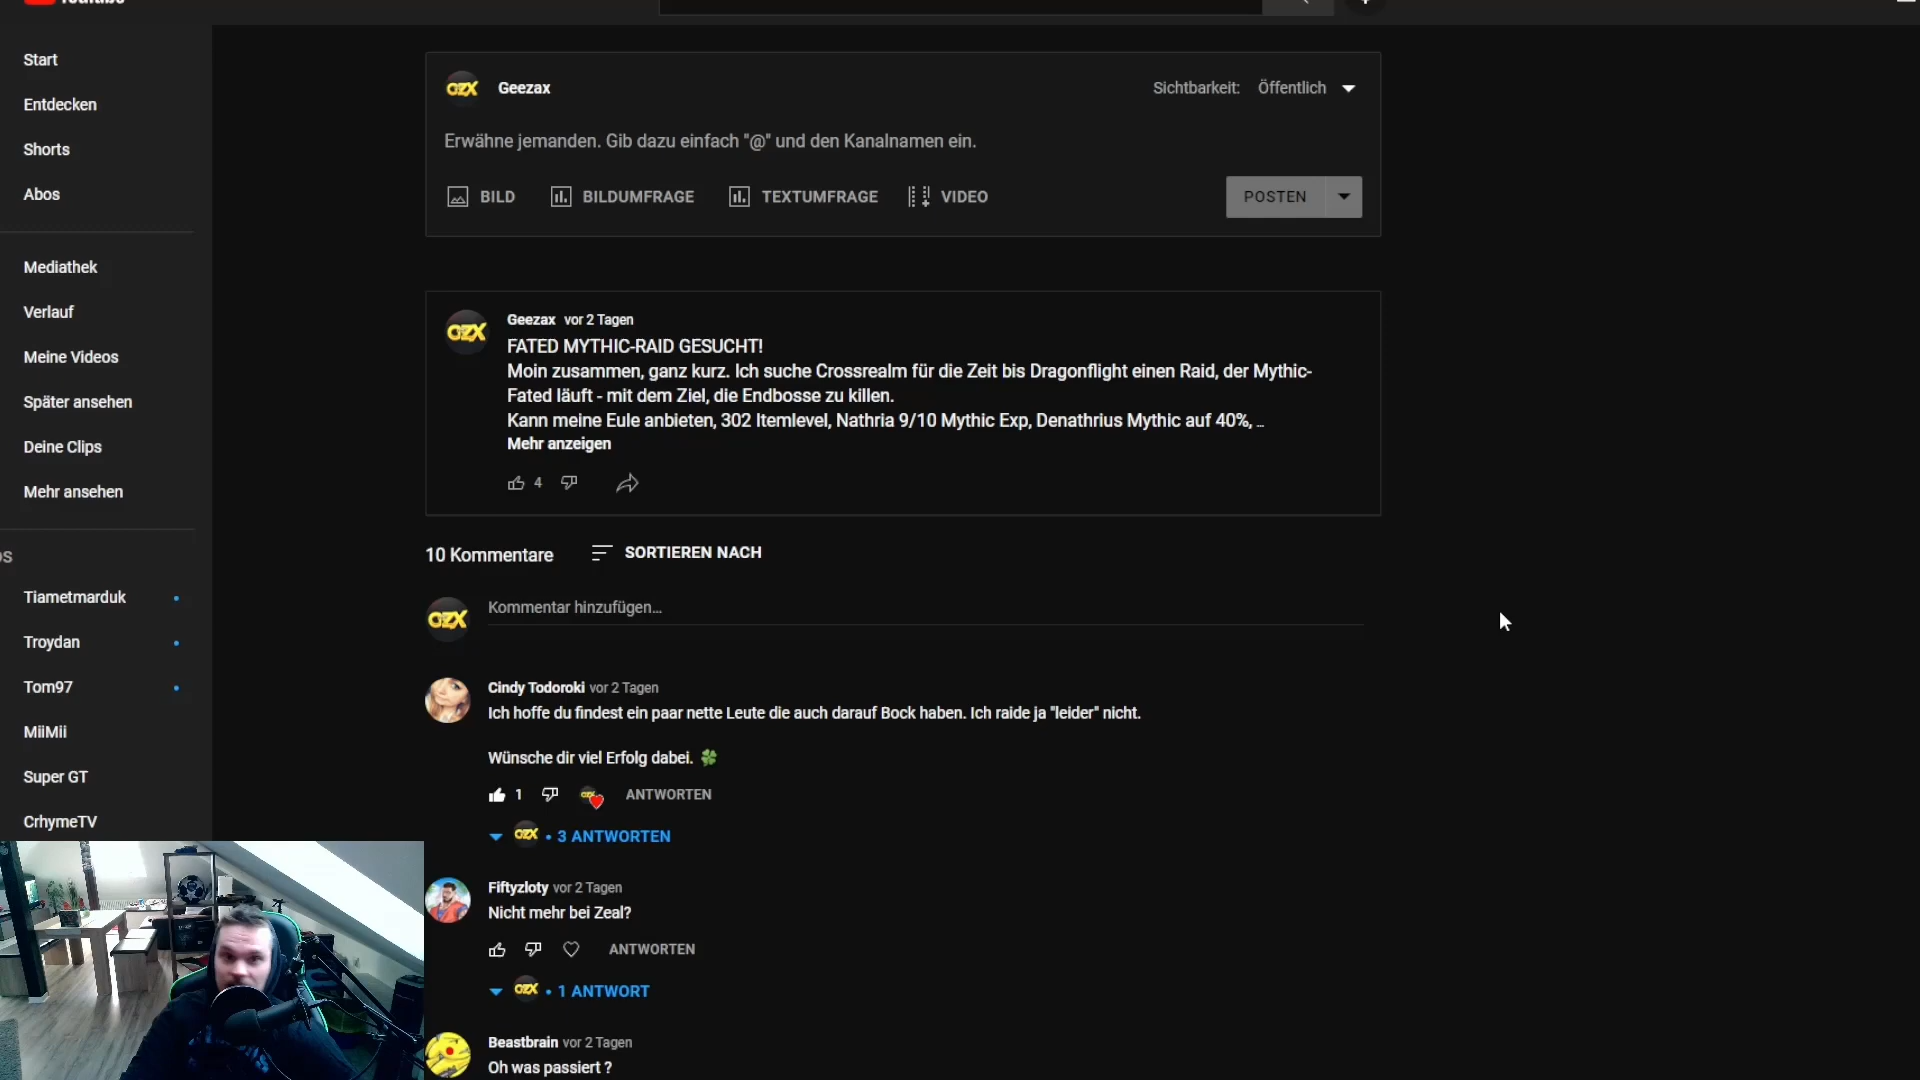 Start
Entdecken
Shorts
Abos
Mediathek
Verlauf
Meine Videos
Später ansehen
Deine Clips
Mehr ansehen
os
Tiametmarduk
Troydan
Tom97
MiiMii
Super GT
CrhymeTV
GZX
Geezax
Sichtbarkeit: Öffentlich
Erwähne jemanden. Gib dazu einfach "@" und den Kanalnamen ein.
BILD
BILDUMFRAGE
TEXTUMFRAGE
VIDEO
POSTEN
GZX
Geezax vor 2 Tagen
FATED MYTHIC-RAID GESUCHT!
Moin zusammen, ganz kurz. Ich suche Crossrealm für die Zeit bis Dragonflight einen Raid, der Mythic-
Fated läuft - mit dem Ziel, die Endbosse zu killen.
Kann meine Eule anbieten, 302 Itemlevel, Nathria 9/10 Mythic Exp, Denathrius Mythic auf 40%, ...
Mehr anzeigen
4
10 Kommentare
SORTIEREN NACH
GZX
Kommentar hinzufügen...
Cindy Todoroki vor 2 Tagen
Ich hoffe du findest ein paar nette Leute die auch darauf Bock haben. Ich raide ja "leider" nicht.
Wünsche dir viel Erfolg dabei. 🍀
1
GZX
ANTWORTEN
GZX • 3 ANTWORTEN
Fiftyzloty vor 2 Tagen
Nicht mehr bei Zeal?
ANTWORTEN
GZX • 1 ANTWORT
Beastbrain vor 2 Tagen
Oh was passiert ?